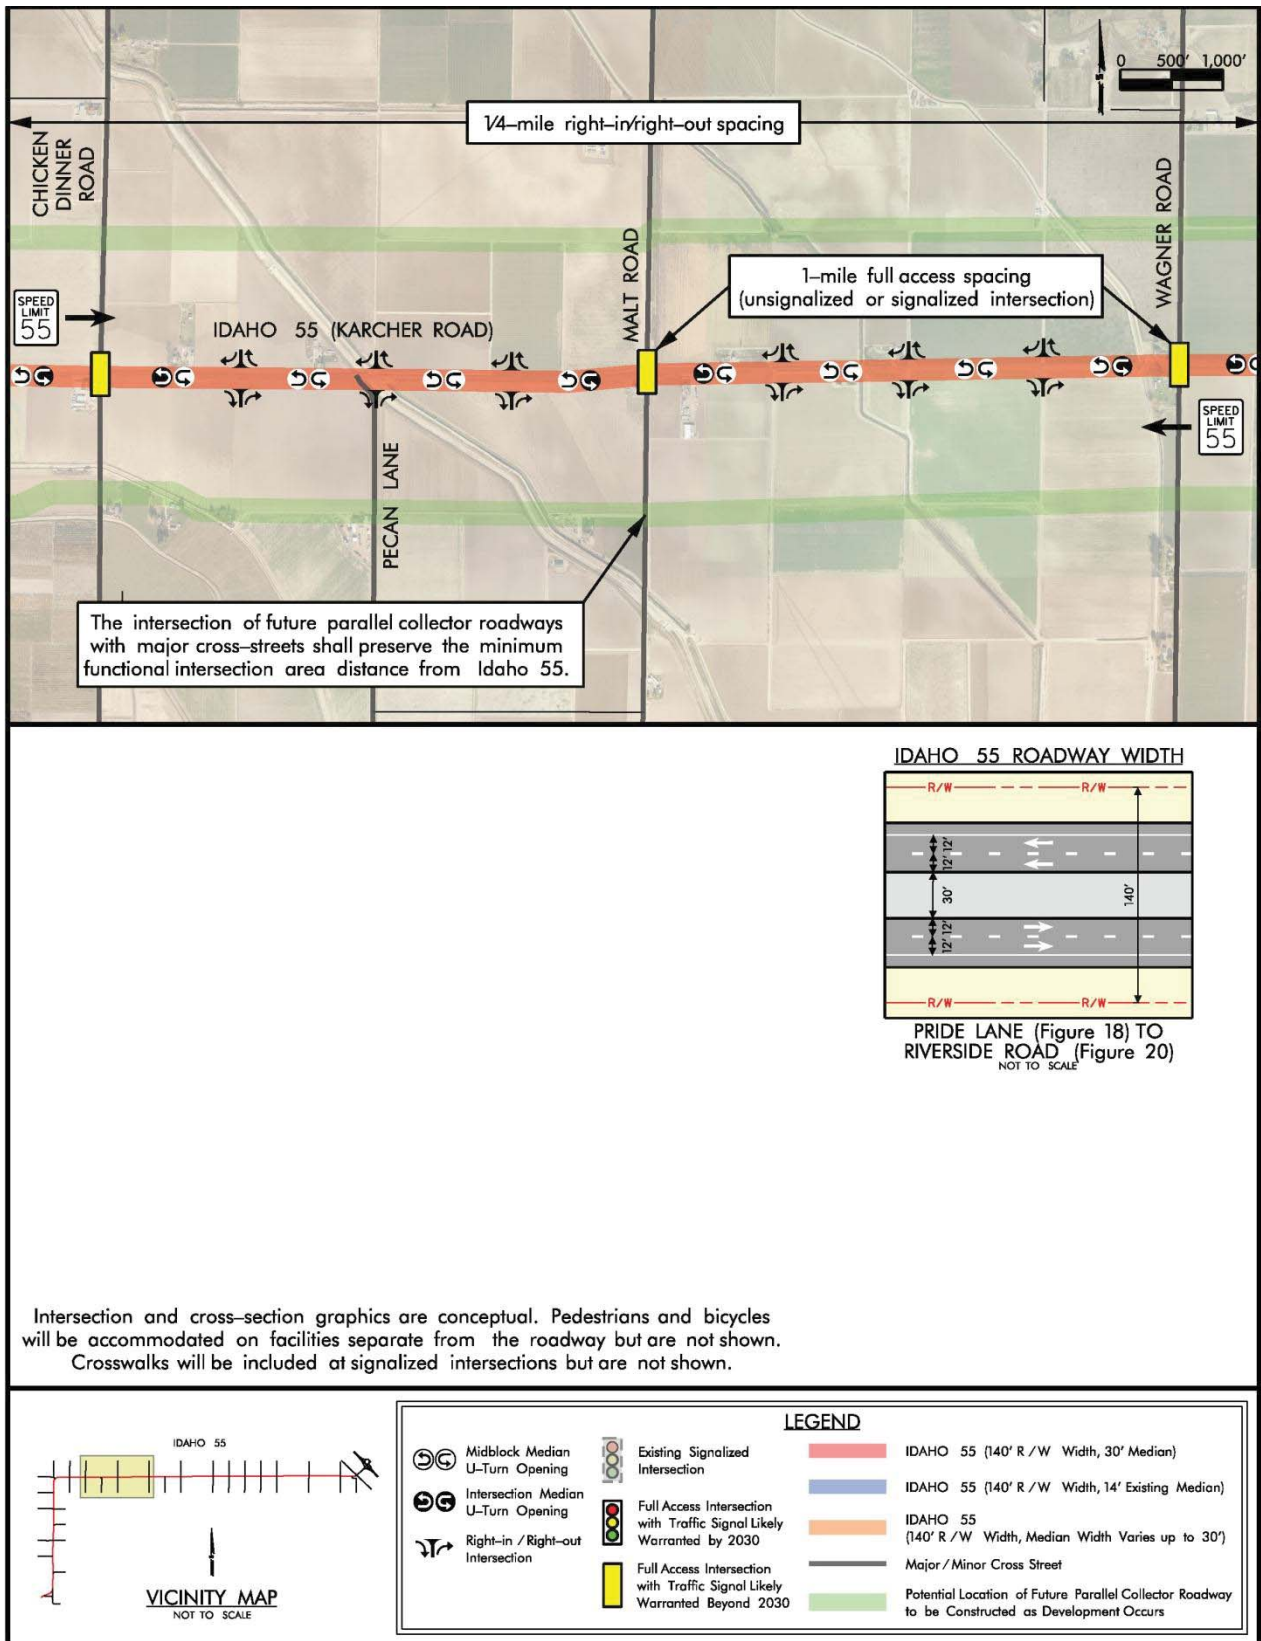 0 500' 1,000'
1/4-mile right-in/right-out spacing
CHICKEN
DINNER
ROAD
MALT ROAD
WAGNER ROAD
1-mile full access spacing
(unsignalized or signalized intersection)
SPEED
LIMIT
55
IDAHO 55 (KARCHER ROAD)
SPEED
LIMIT
55
PECAN LANE
The intersection of future parallel collector roadways
with major cross-streets shall preserve the minimum
functional intersection area distance from Idaho 55.
IDAHO 55 ROADWAY WIDTH
R/W R/W
12' 12'
30'
140'
12' 12'
R/W R/W
PRIDE LANE (Figure 18) TO
RIVERSIDE ROAD (Figure 20)
NOT TO SCALE
Intersection and cross-section graphics are conceptual. Pedestrians and bicycles
will be accommodated on facilities separate from the roadway but are not shown.
Crosswalks will be included at signalized intersections but are not shown.
IDAHO 55
VICINITY MAP
NOT TO SCALE
LEGEND
Midblock Median
U-Turn Opening
Intersection Median
U-Turn Opening
Right-in/Right-out
Intersection
Existing Signalized
Intersection
Full Access Intersection
with Traffic Signal Likely
Warranted by 2030
Full Access Intersection
with Traffic Signal Likely
Warranted Beyond 2030
IDAHO 55 (140' R/W Width, 30' Median)
IDAHO 55 (140' R/W Width, 14' Existing Median)
IDAHO 55
(140' R/W Width, Median Width Varies up to 30')
Major/Minor Cross Street
Potential Location of Future Parallel Collector Roadway
to be Constructed as Development Occurs